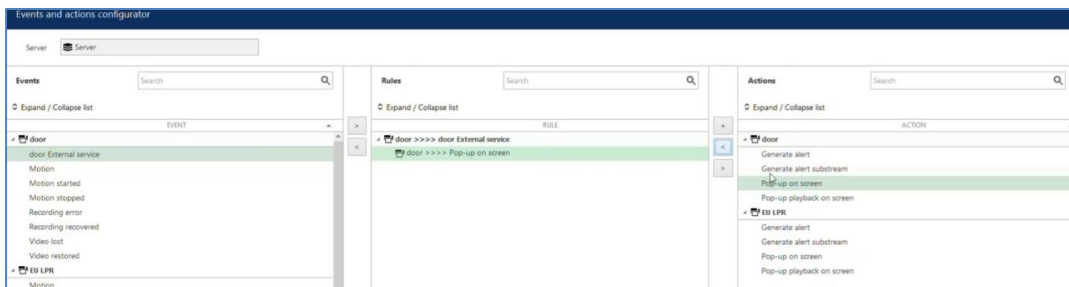 Events and actions configurator
Server Server
Events Search Rules Search Actions Search
Expand / Collapse list Expand / Collapse list Expand / Collapse list
EVENT RULE ACTION
door
door External service
Motion
Motion started
Motion stopped
Recording error
Recording recovered
Video lost
Video restored
EU LPR
Motion
>
<
door >>>> door External service
door >>>> Pop-up on screen
<
>
door
Generate alert
Generate alert substream
Pop-up on screen
Pop-up playback on screen
EU LPR
Generate alert
Generate alert substream
Pop-up on screen
Pop-up playback on screen